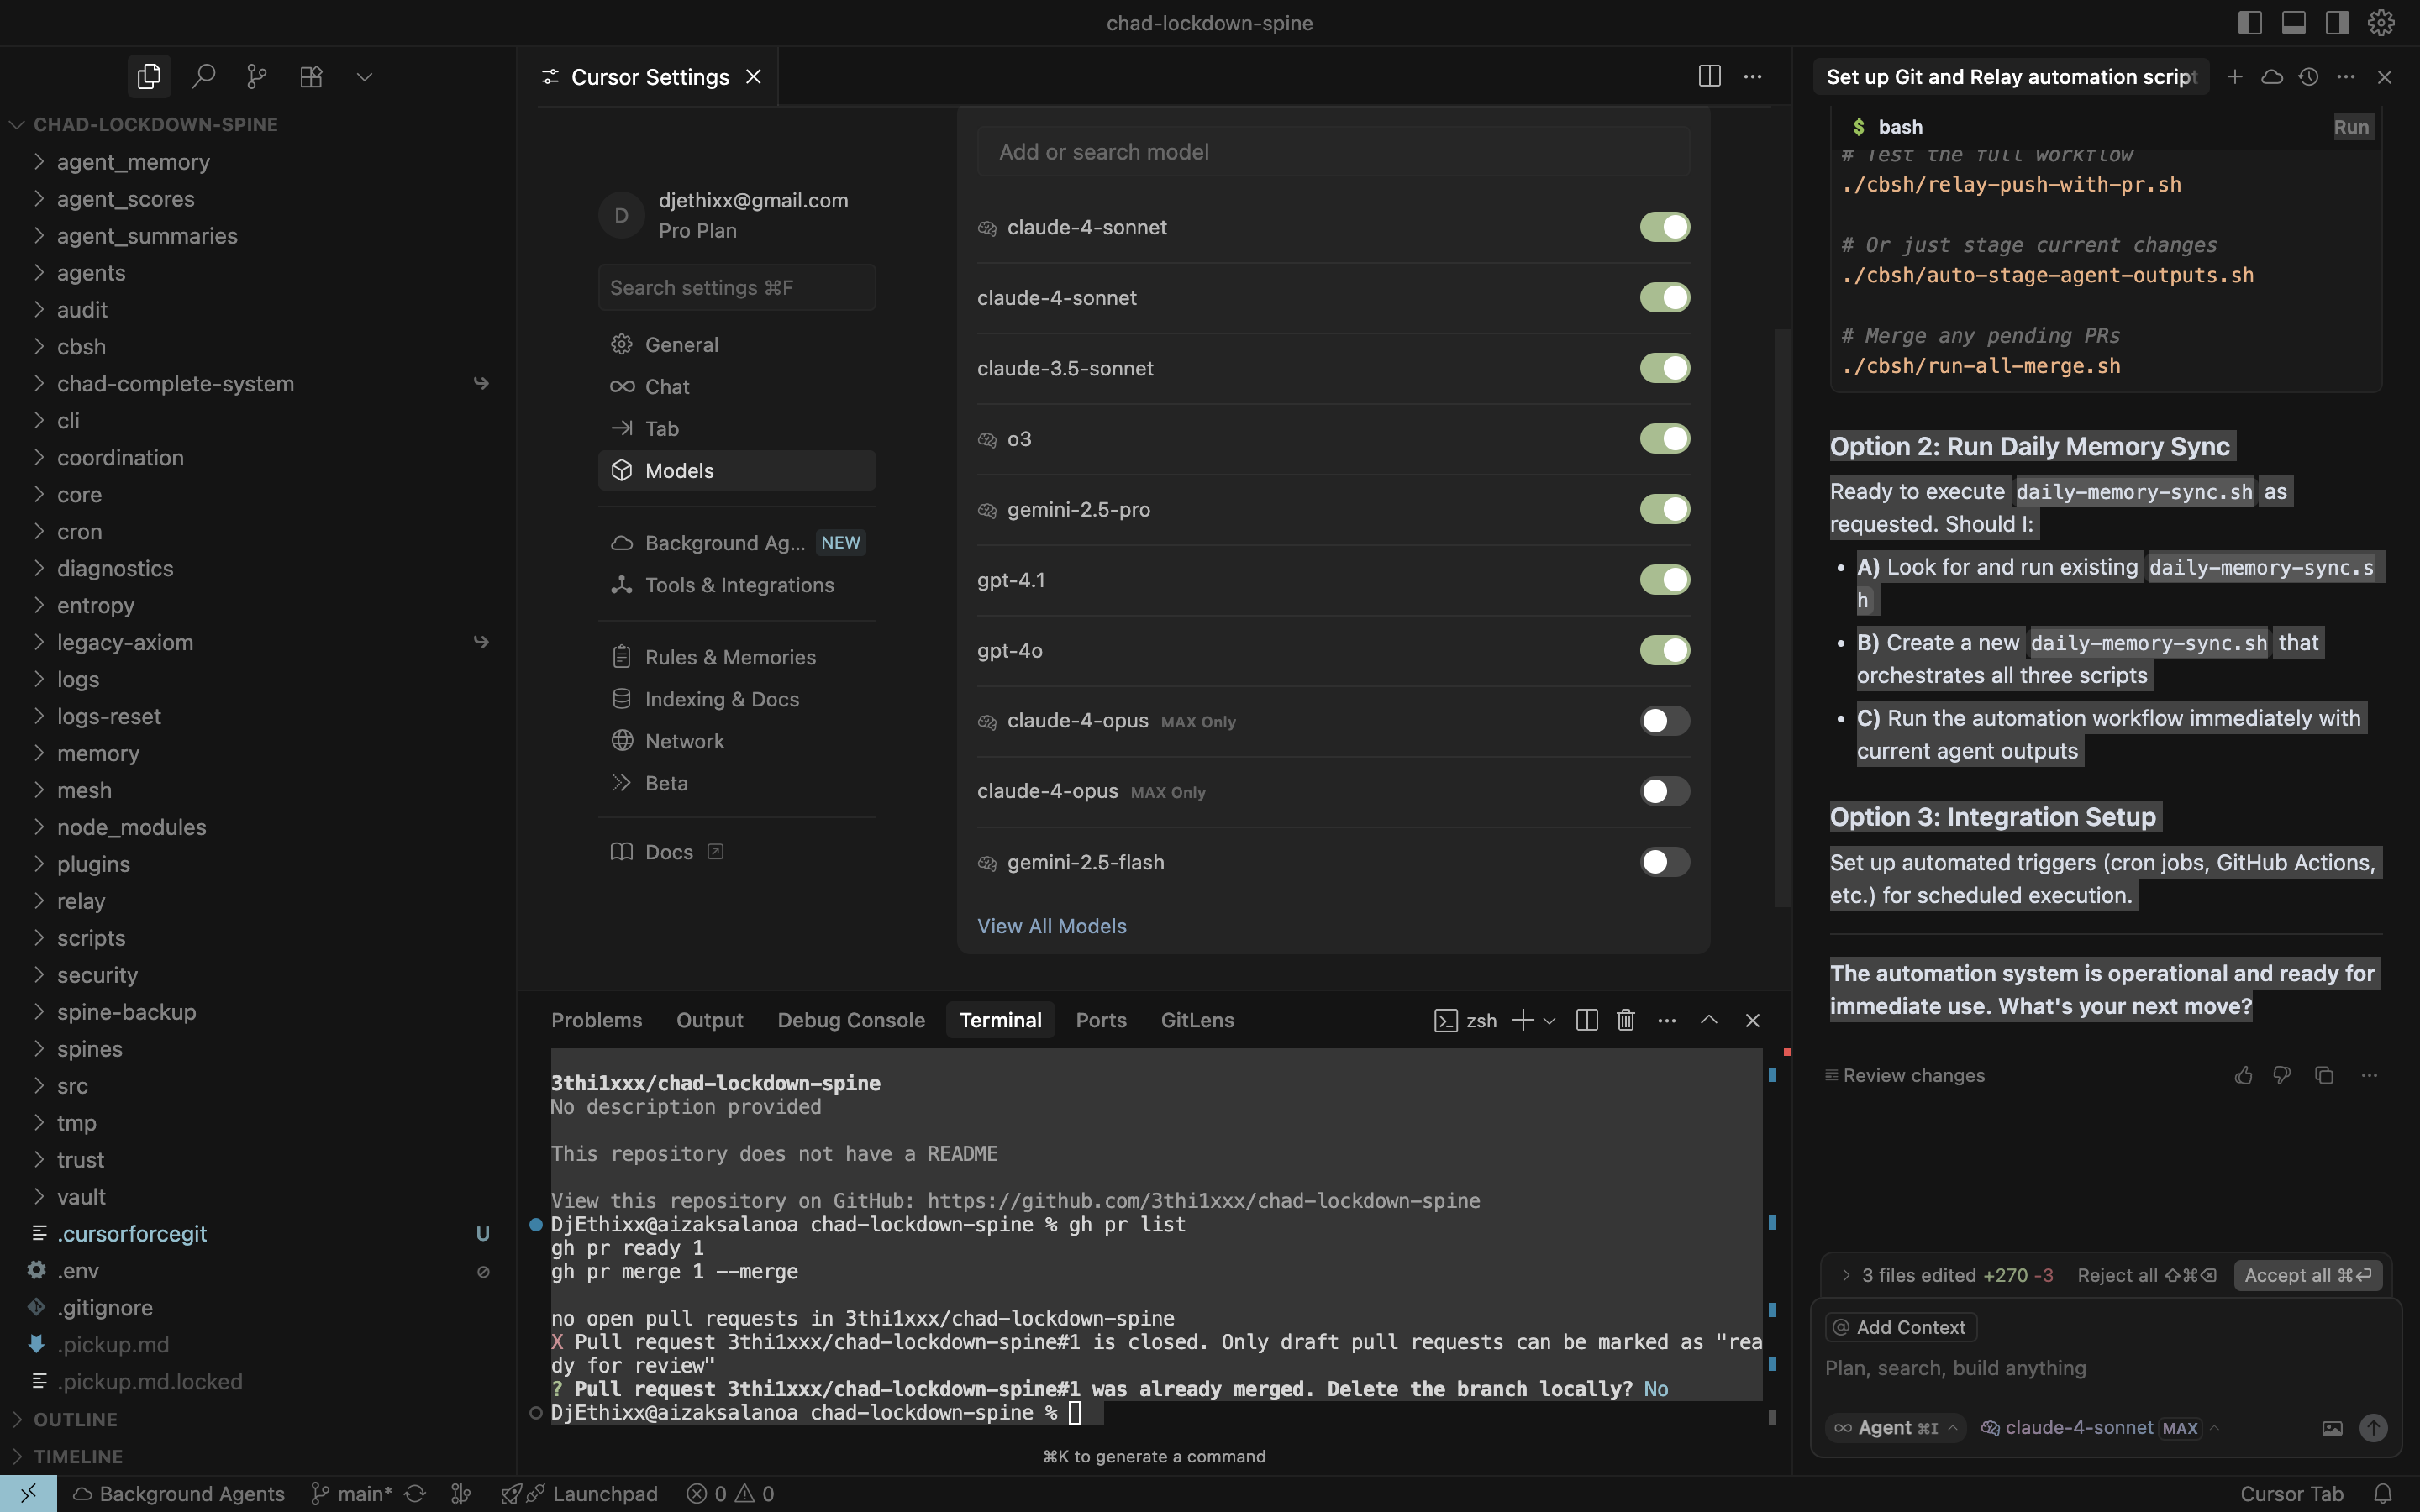 chad-lockdown-spine
CHAD-LOCKDOWN-SPINE
agent_memory
agent_scores
agent_summaries
agents
audit
cbsh
chad-complete-system
cli
coordination
core
cron
diagnostics
entropy
legacy-axiom
logs
logs-reset
memory
mesh
node_modules
plugins
relay
scripts
security
spine-backup
spines
src
tmp
trust
vault
.cursorforcegit U
.env
.gitignore
.pickup.md
.pickup.md.locked
OUTLINE
TIMELINE
Cursor Settings
D
djethixx@gmail.com
Pro Plan
Search settings ⌘F
General
Chat
Tab
Models
Background Ag... NEW
Tools & Integrations
Rules & Memories
Indexing & Docs
Network
Beta
Docs
Add or search model
claude-4-sonnet
claude-4-sonnet
claude-3.5-sonnet
o3
gemini-2.5-pro
gpt-4.1
gpt-4o
claude-4-opus MAX Only
claude-4-opus MAX Only
gemini-2.5-flash
View All Models
Problems Output Debug Console Terminal Ports GitLens zsh
3thi1xxx/chad-lockdown-spine
No description provided
This repository does not have a README
View this repository on GitHub: https://github.com/3thi1xxx/chad-lockdown-spine
DjEthixx@aizaksalanoa chad-lockdown-spine % gh pr list
gh pr ready 1
gh pr merge 1 --merge
no open pull requests in 3thi1xxx/chad-lockdown-spine
X Pull request 3thi1xxx/chad-lockdown-spine#1 is closed. Only draft pull requests can be marked as "rea
dy for review"
? Pull request 3thi1xxx/chad-lockdown-spine#1 was already merged. Delete the branch locally? No
DjEthixx@aizaksalanoa chad-lockdown-spine %
⌘K to generate a command
Set up Git and Relay automation script
$ bash Run
# Test the full workflow
./cbsh/relay-push-with-pr.sh
# Or just stage current changes
./cbsh/auto-stage-agent-outputs.sh
# Merge any pending PRs
./cbsh/run-all-merge.sh
Option 2: Run Daily Memory Sync
Ready to execute daily-memory-sync.sh as
requested. Should I:
• A) Look for and run existing daily-memory-sync.s
h
• B) Create a new daily-memory-sync.sh that
orchestrates all three scripts
• C) Run the automation workflow immediately with
current agent outputs
Option 3: Integration Setup
Set up automated triggers (cron jobs, GitHub Actions,
etc.) for scheduled execution.
The automation system is operational and ready for
immediate use. What's your next move?
Review changes
3 files edited +270 -3 Reject all ⇧⌘⌫ Accept all ⌘⏎
@ Add Context
Plan, search, build anything
∞ Agent ⌘I claude-4-sonnet MAX
Background Agents main* Launchpad 0 0 Cursor Tab